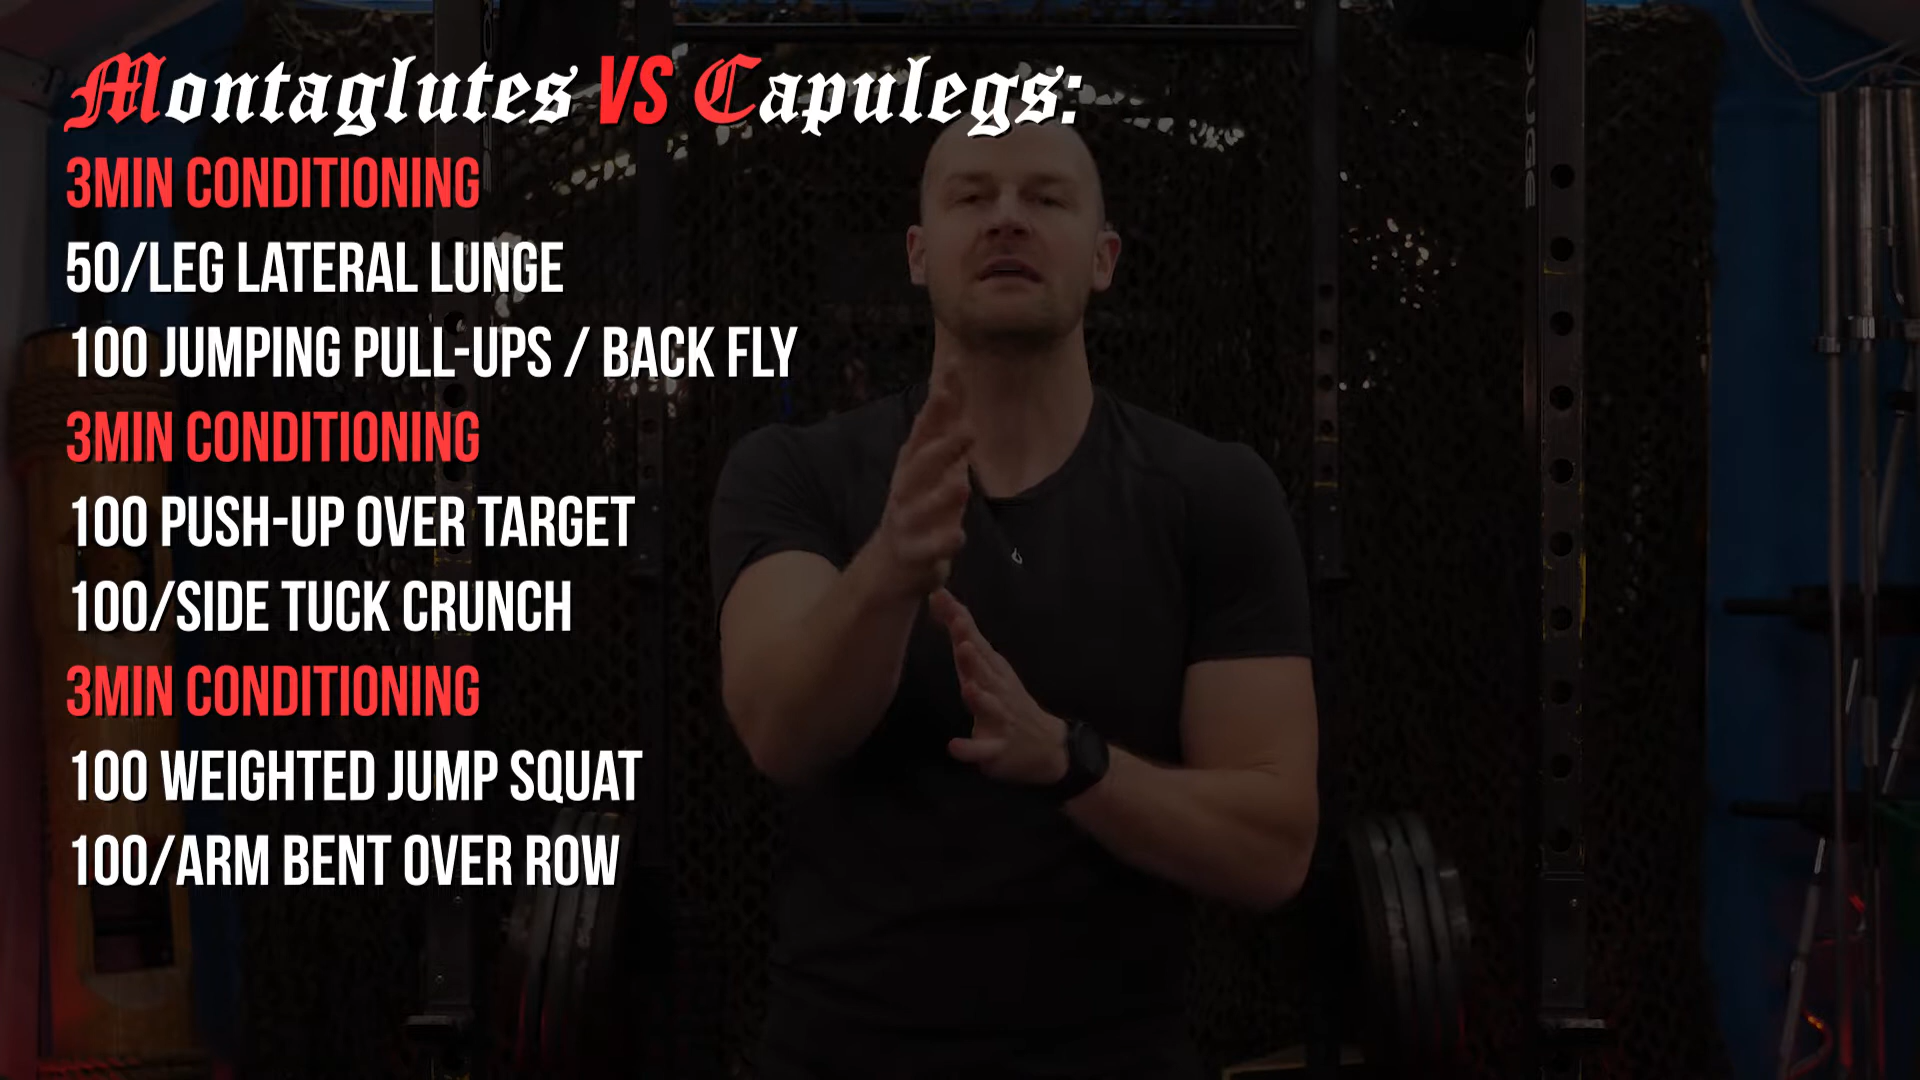 Montaglutes VS Capulegs:
3MIN CONDITIONING
50/LEG LATERAL LUNGE
100 JUMPING PULL-UPS / BACK FLY
3MIN CONDITIONING
100 PUSH-UP OVER TARGET
100/SIDE TUCK CRUNCH
3MIN CONDITIONING
100 WEIGHTED JUMP SQUAT
100/ARM BENT OVER ROW